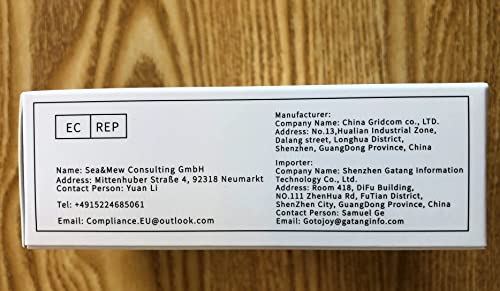 EC REP
Name: Sea&Mew Consulting GmbH
Address: Mittenhuber Straße 4, 92318 Neumarkt
Contact Person: Yuan Li
Tel: +4915224685061
Email: Compliance.EU@outlook.com
Manufacturer:
Company Name: China Gridcom co., LTD.
Address: No.13,Hualian Industrial Zone,
Dalang street, Longhua District,
Shenzhen, GuangDong Province, China
Importer:
Company Name: Shenzhen Gatang Information
Technology Co., Ltd.
Address: Room 418, DiFu Building,
NO.111 ZhenHua Rd, FuTian District,
ShenZhen City, GuangDong Province, China
Contact Person: Samuel Ge
Email: Gotojoy@gatanginfo.com